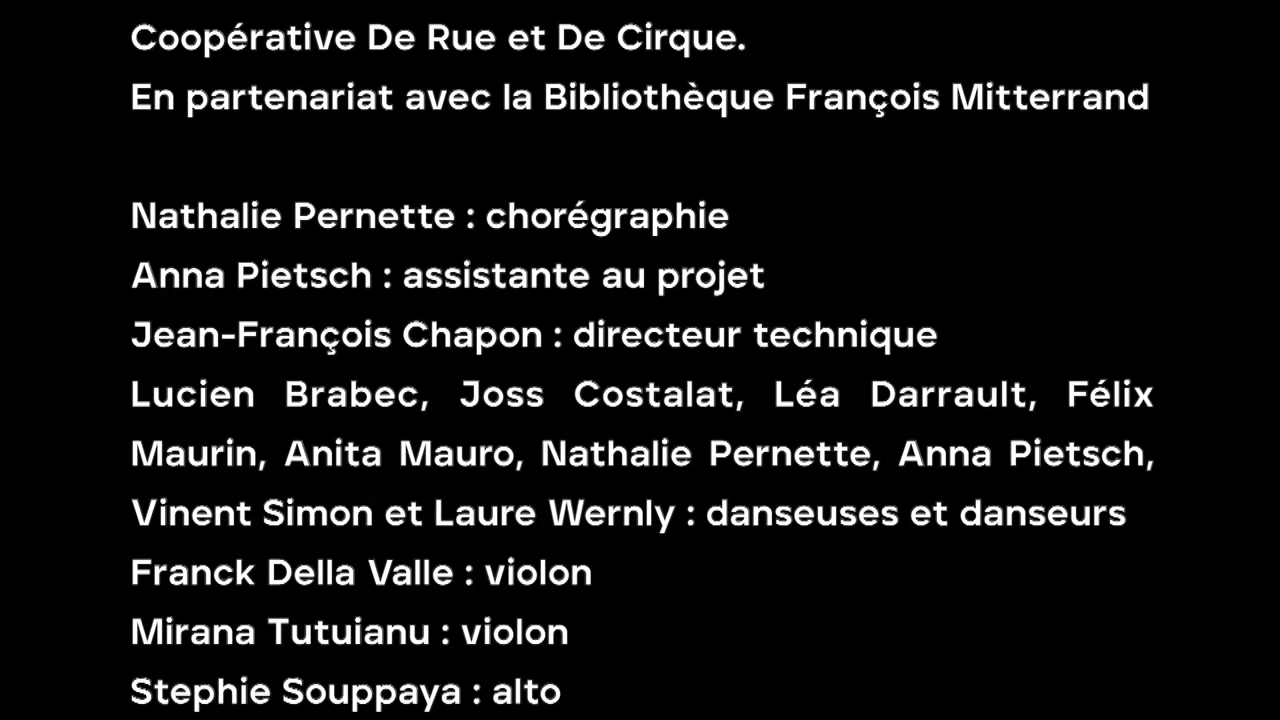 Coopérative De Rue et De Cirque.
En partenariat avec la Bibliothèque François Mitterrand
Nathalie Pernette : chorégraphie
Anna Pietsch : assistante au projet
Jean-François Chapon : directeur technique
Lucien Brabec, Joss Costalat, Léa Darrault, Félix
Maurin, Anita Mauro, Nathalie Pernette, Anna Pietsch,
Vinent Simon et Laure Wernly : danseuses et danseurs
Franck Della Valle : violon
Mirana Tutuianu : violon
Stephie Souppaya : alto